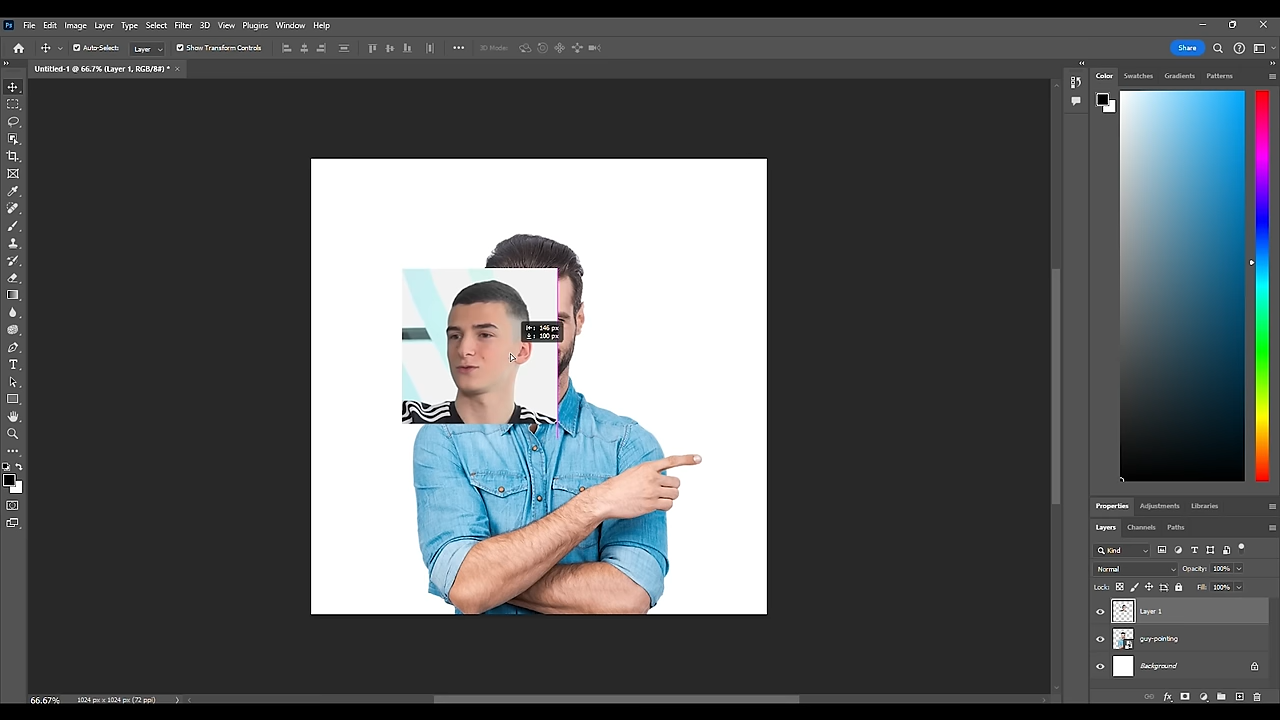 Ps File Edit Image Layer Type Select Filter 3D View Plugins Window Help
Auto-Select: Layer Show Transform Controls 3D Mode: Share
Untitled-1 @ 66.7% (Layer 1, RGB/8#) * ×
Color Swatches Gradients Patterns
146 px
100 px
T
Properties Adjustments Libraries
Layers Channels Paths
Kind
Normal Opacity: 100%
Lock: Fill: 100%
Layer 1
guy-pointing
Background
fx
66.67% 1024 px x 1024 px (72 ppi)